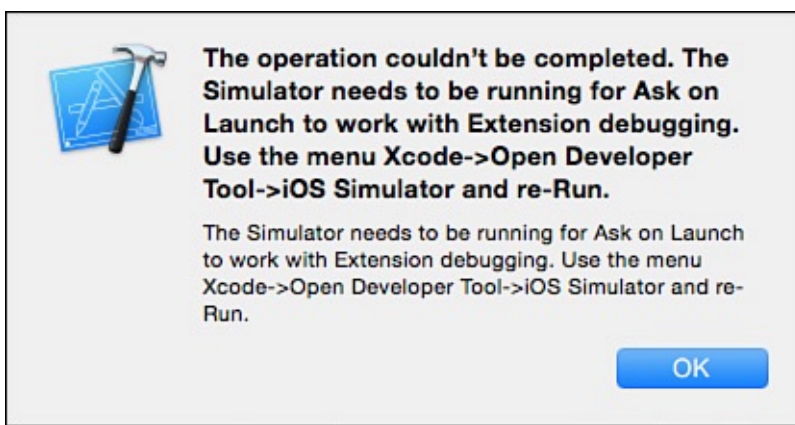 The operation couldn’t be completed. The
Simulator needs to be running for Ask on
Launch to work with Extension debugging.
Use the menu Xcode->Open Developer
Tool->iOS Simulator and re-Run.
The Simulator needs to be running for Ask on Launch
to work with Extension debugging. Use the menu
Xcode->Open Developer Tool->iOS Simulator and re-
Run.
OK